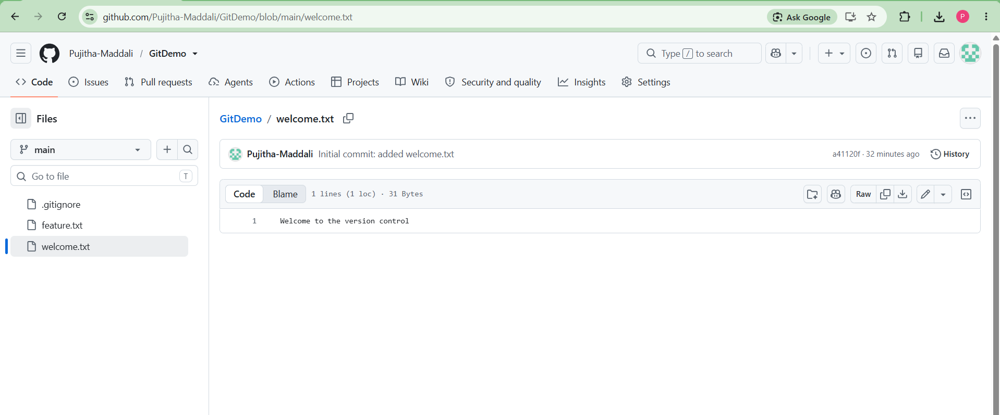 github.com/Pujitha-Maddali/GitDemo/blob/main/welcome.txt
Ask Google
P
Pujitha-Maddali / GitDemo
Type / to search
Code
Issues
Pull requests
Agents
Actions
Projects
Wiki
Security and quality
Insights
Settings
Files
main
Go to file
T
.gitignore
feature.txt
welcome.txt
GitDemo / welcome.txt
Pujitha-Maddali Initial commit: added welcome.txt
a41120f · 32 minutes ago
History
Code
Blame
1 lines (1 loc) · 31 Bytes
Raw
1 Welcome to the version control